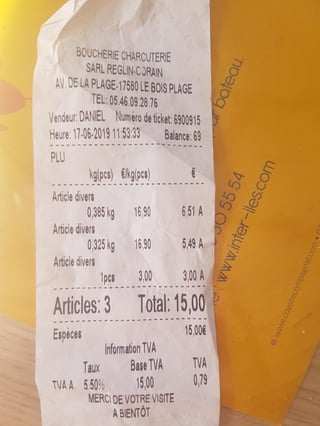 BOUCHERIE CHARCUTERIE
SARL REGLIN-CORAIN
AV. DE LA PLAGE-17580 LE BOIS PLAGE
TEL: 05.46.09.28.76
Vendeur: DANIEL Numéro de ticket: 6900915
Heure: 17-06-2019 11:53:33 Balance: 69
PLU
kg(pcs) €/kg(pcs) €
Article divers
0,385 kg 16,90 6,51 A
Article divers
0,325 kg 16,90 5,49 A
Article divers
1pcs 3,00 3,00 A
Articles: 3 Total: 15,00
Espèces 15,00€
Information TVA
Taux Base TVA TVA
TVA A 5.50% 15,00 0,79
MERCI DE VOTRE VISITE
A BIENTÔT
bateau.
30 55 54
www.inter-iles.com